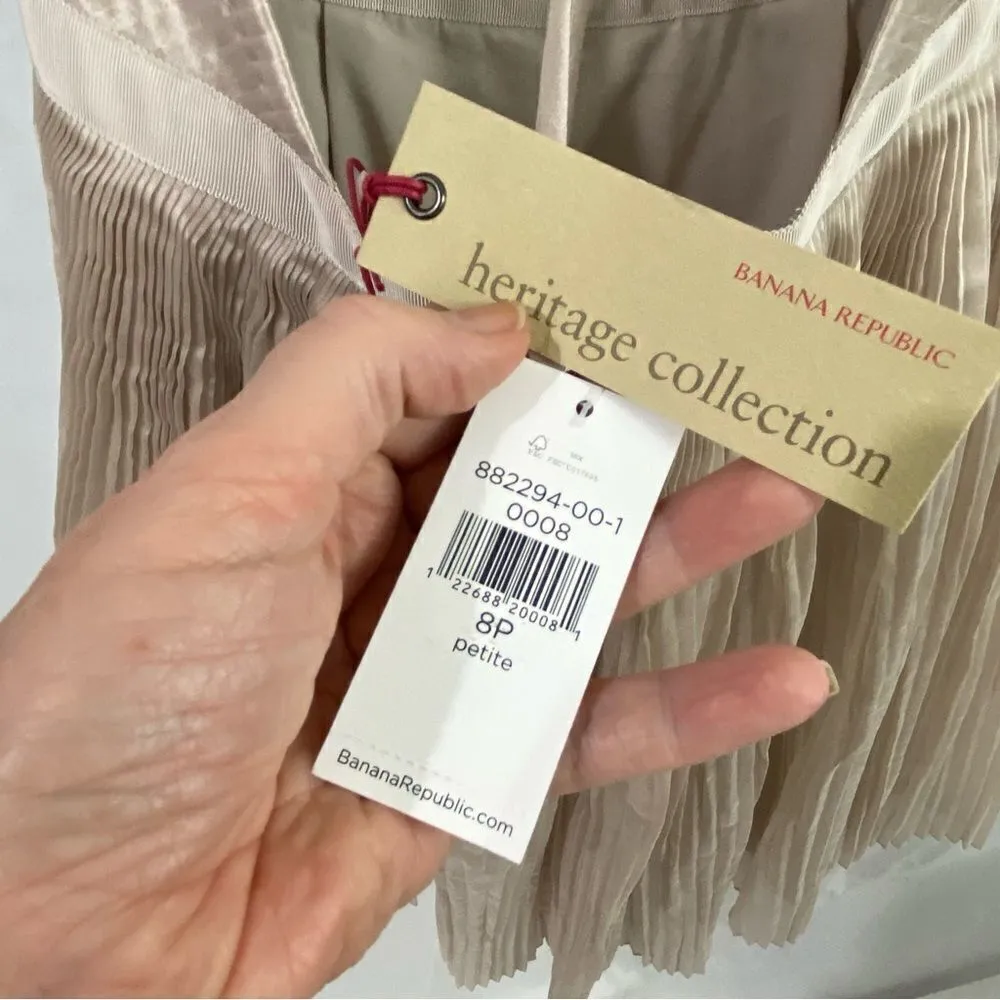 BANANA REPUBLIC
heritage collection
882294-00-1
0008
1 22688 20008 1
8P
petite
BananaRepublic.com